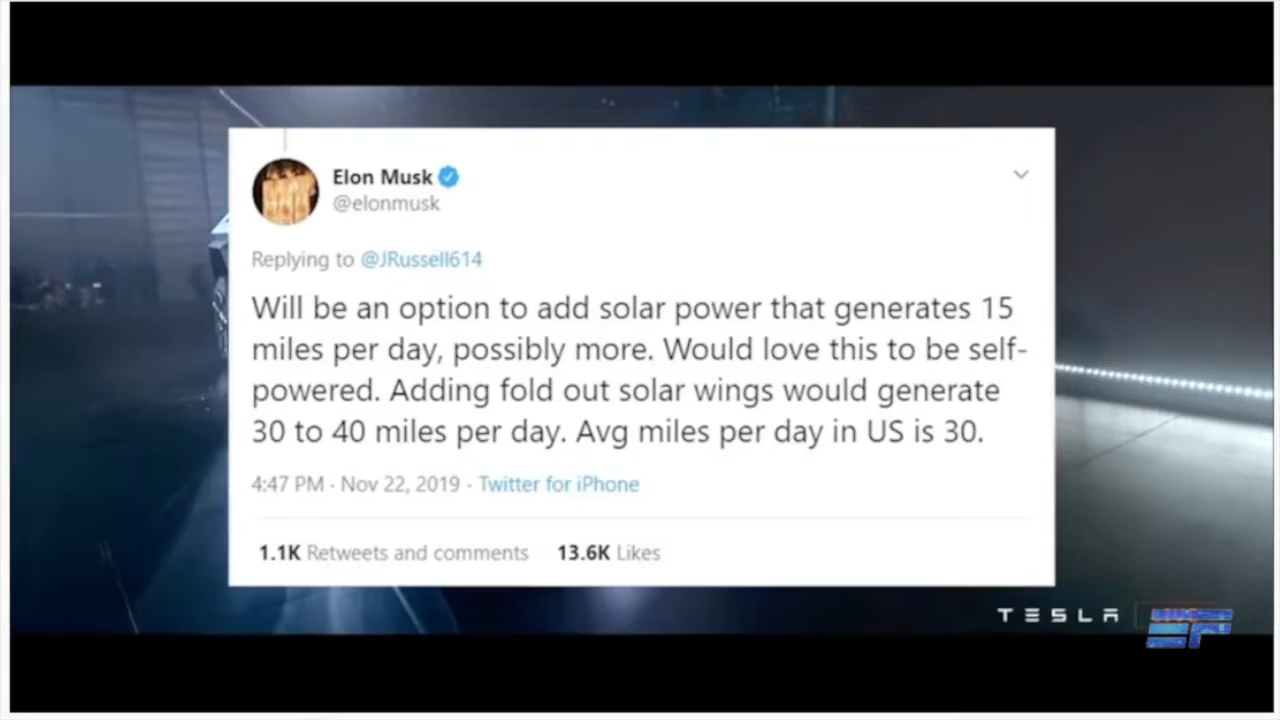 Elon Musk
@elonmusk
Replying to @JRussell614
Will be an option to add solar power that generates 15
miles per day, possibly more. Would love this to be self-
powered. Adding fold out solar wings would generate
30 to 40 miles per day. Avg miles per day in US is 30.
4:47 PM · Nov 22, 2019 · Twitter for iPhone
1.1K Retweets and comments 13.6K Likes
TESLA